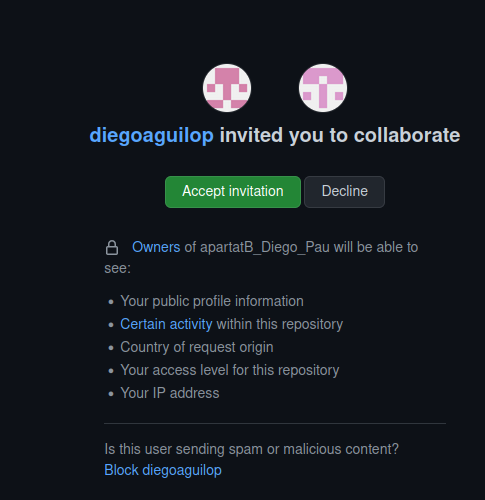 diegoaguilop invited you to collaborate
Accept invitation Decline
Owners of apartatB_Diego_Pau will be able to
see:
• Your public profile information
• Certain activity within this repository
• Country of request origin
• Your access level for this repository
• Your IP address
Is this user sending spam or malicious content?
Block diegoaguilop